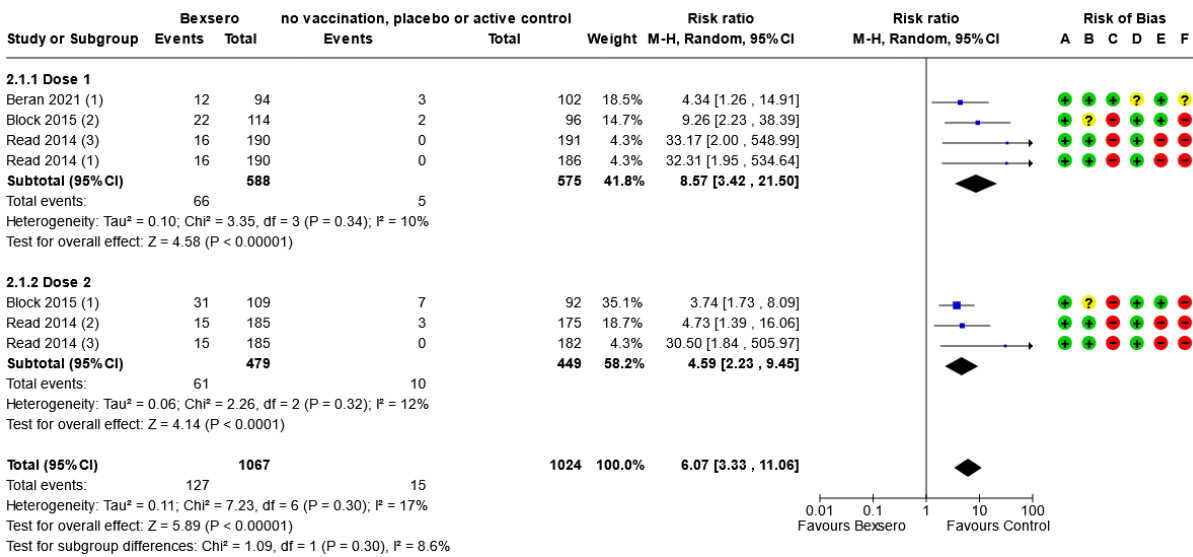 Bexsero no vaccination, placebo or active control Risk ratio Risk ratio Risk of Bias
Study or Subgroup Events Total Events Total Weight M-H, Random, 95%CI M-H, Random, 95%CI A B C D E F
2.1.1 Dose 1
Beran 2021 (1) 12 94 3 102 18.5% 4.34 [1.26 , 14.91] + + + ? + ?
Block 2015 (2) 22 114 2 96 14.7% 9.26 [2.23 , 38.39] + ? − + + −
Read 2014 (3) 16 190 0 191 4.3% 33.17 [2.00 , 548.99] + + − + − −
Read 2014 (1) 16 190 0 186 4.3% 32.31 [1.95 , 534.64] + + − + − −
Subtotal (95%CI) 588 575 41.8% 8.57 [3.42 , 21.50]
Total events: 66 5
Heterogeneity: Tau² = 0.10; Chi² = 3.35, df = 3 (P = 0.34); I² = 10%
Test for overall effect: Z = 4.58 (P < 0.00001)
2.1.2 Dose 2
Block 2015 (1) 31 109 7 92 35.1% 3.74 [1.73 , 8.09] + ? − + + −
Read 2014 (2) 15 185 3 175 18.7% 4.73 [1.39 , 16.06] + + − + − −
Read 2014 (3) 15 185 0 182 4.3% 30.50 [1.84 , 505.97] + + − + − −
Subtotal (95%CI) 479 449 58.2% 4.59 [2.23 , 9.45]
Total events: 61 10
Heterogeneity: Tau² = 0.06; Chi² = 2.26, df = 2 (P = 0.32); I² = 12%
Test for overall effect: Z = 4.14 (P < 0.0001)
Total (95%CI) 1067 1024 100.0% 6.07 [3.33 , 11.06]
Total events: 127 15
Heterogeneity: Tau² = 0.11; Chi² = 7.23, df = 6 (P = 0.30); I² = 17%
0.01 0.1 1 10 100
Test for overall effect: Z = 5.89 (P < 0.00001) Favours Bexsero Favours Control
Test for subgroup differences: Chi² = 1.09, df = 1 (P = 0.30), I² = 8.6%